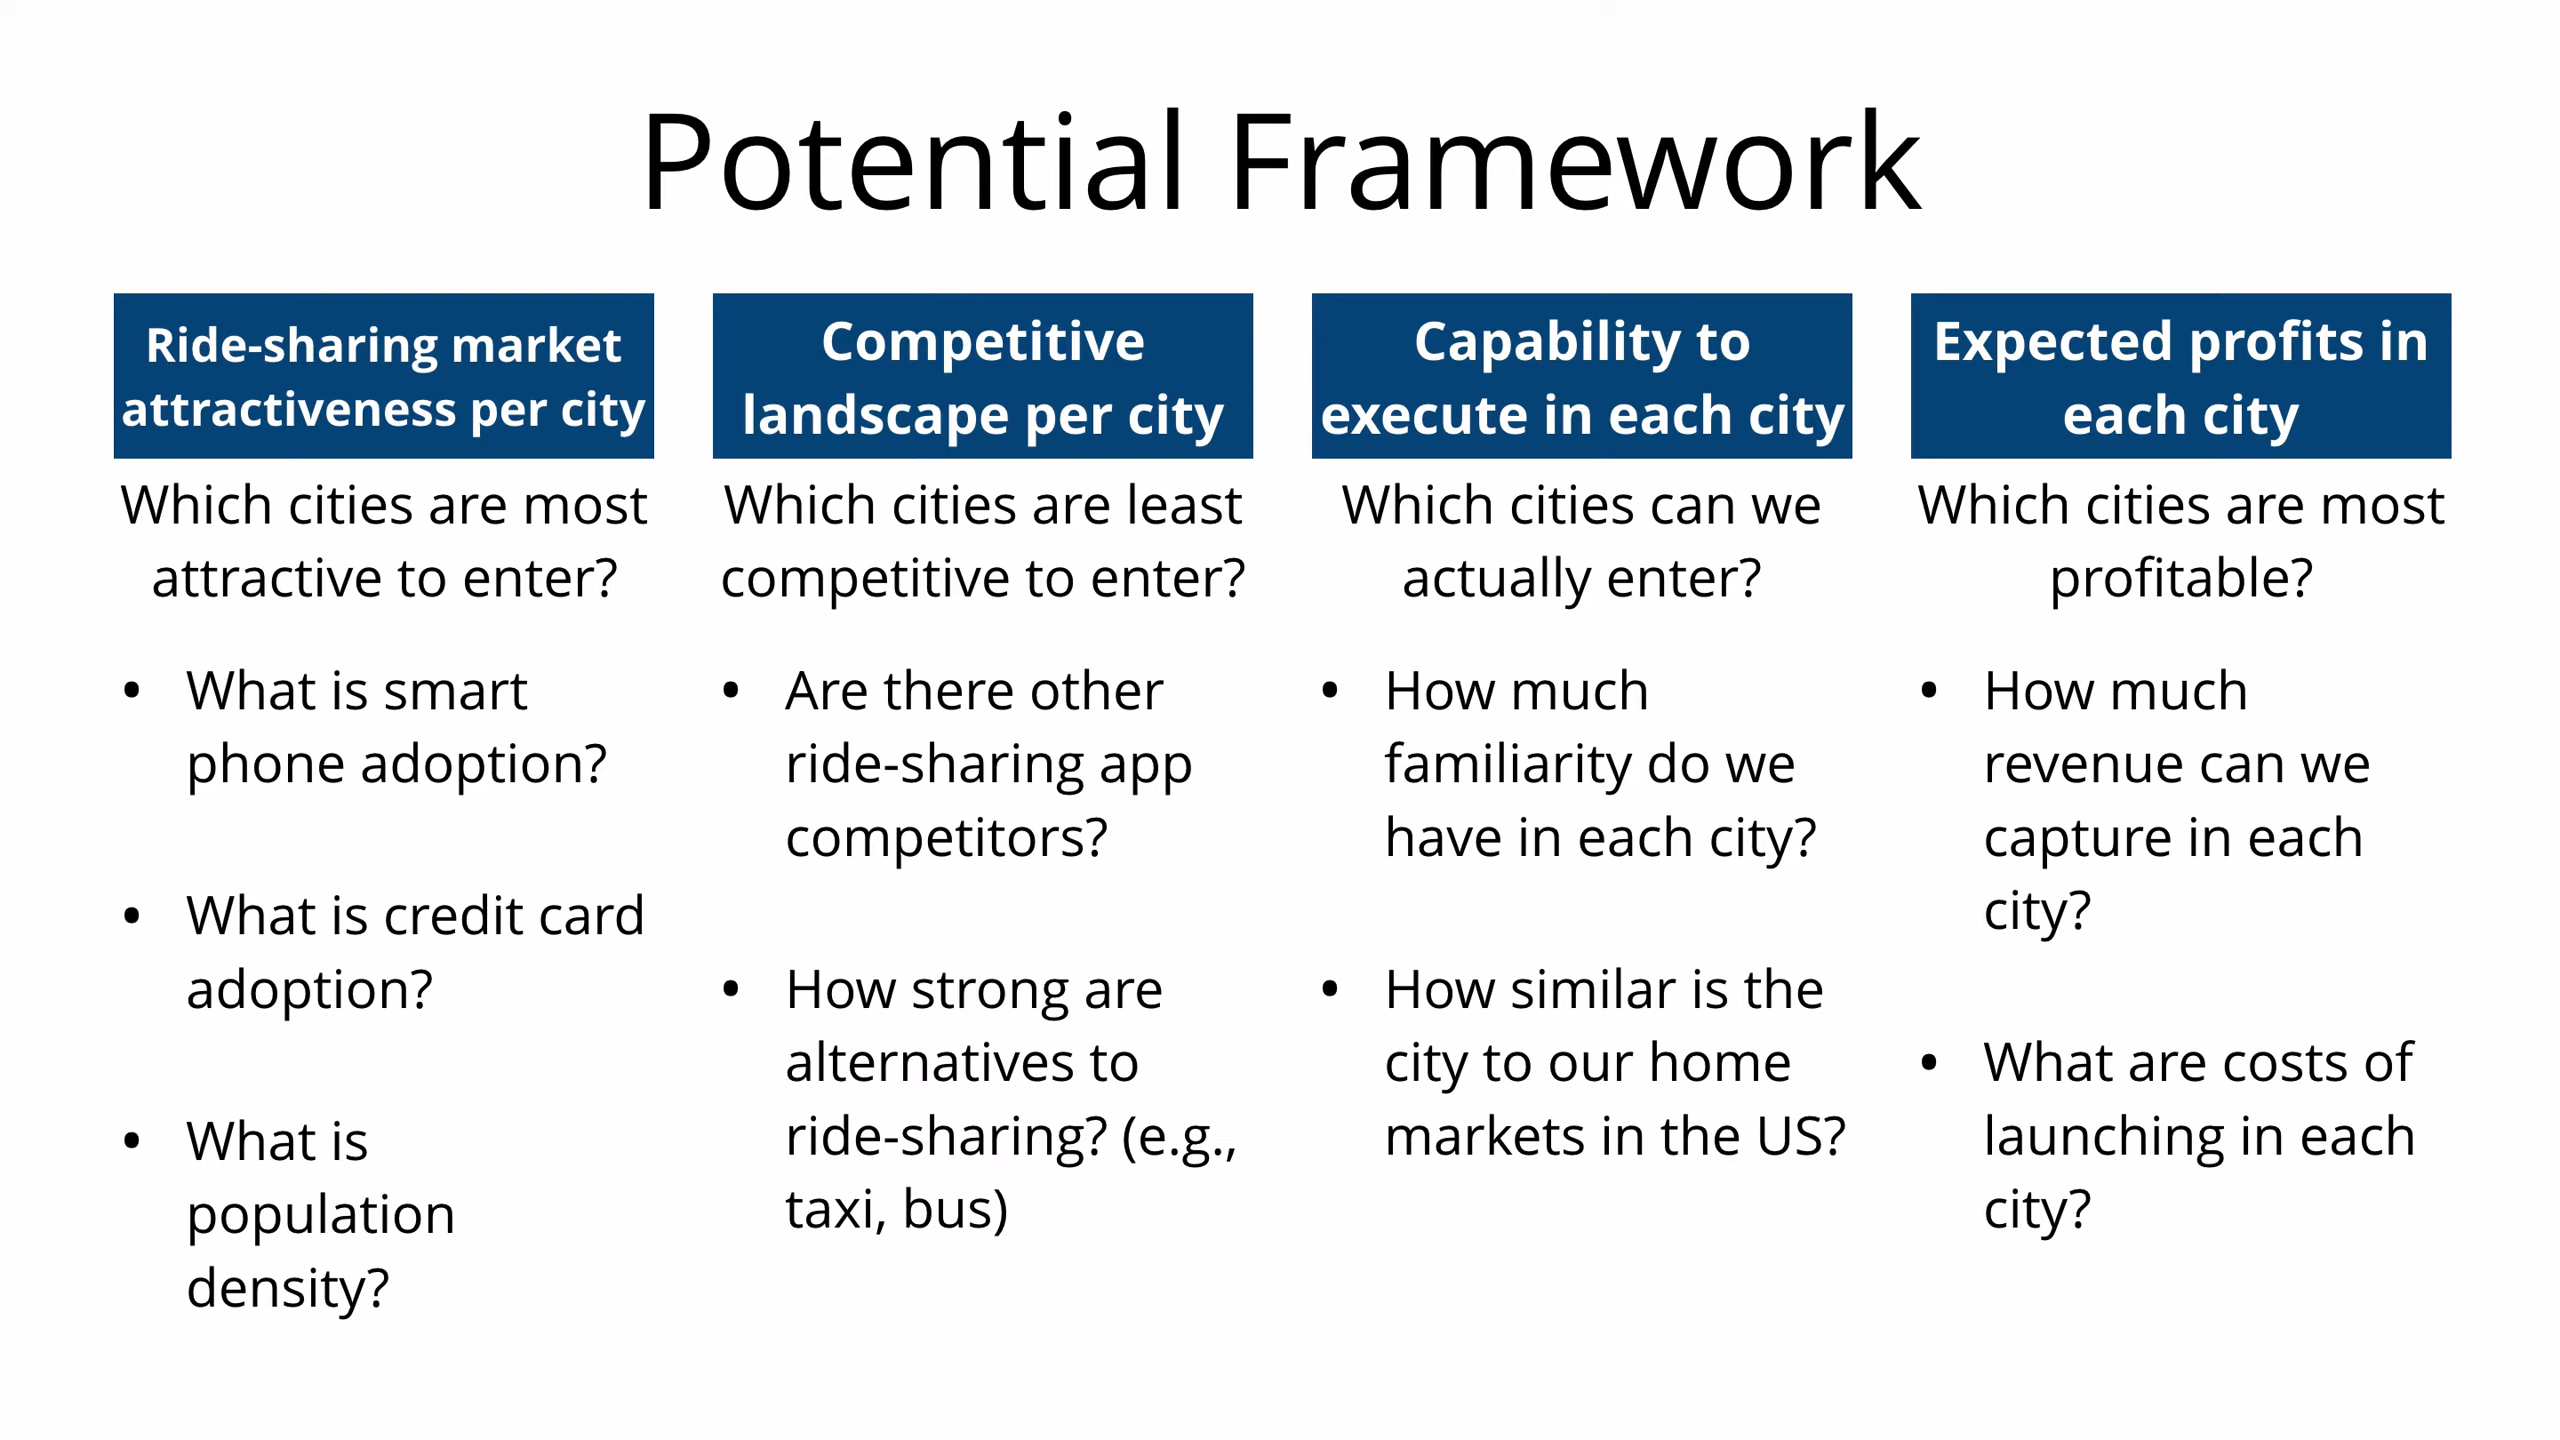 Potential Framework
Ride-sharing market
attractiveness per city
Which cities are most
attractive to enter?
• What is smart
phone adoption?
• What is credit card
adoption?
• What is
population
density?
Competitive
landscape per city
Which cities are least
competitive to enter?
• Are there other
ride-sharing app
competitors?
• How strong are
alternatives to
ride-sharing? (e.g.,
taxi, bus)
Capability to
execute in each city
Which cities can we
actually enter?
• How much
familiarity do we
have in each city?
• How similar is the
city to our home
markets in the US?
Expected profits in
each city
Which cities are most
profitable?
• How much
revenue can we
capture in each
city?
• What are costs of
launching in each
city?